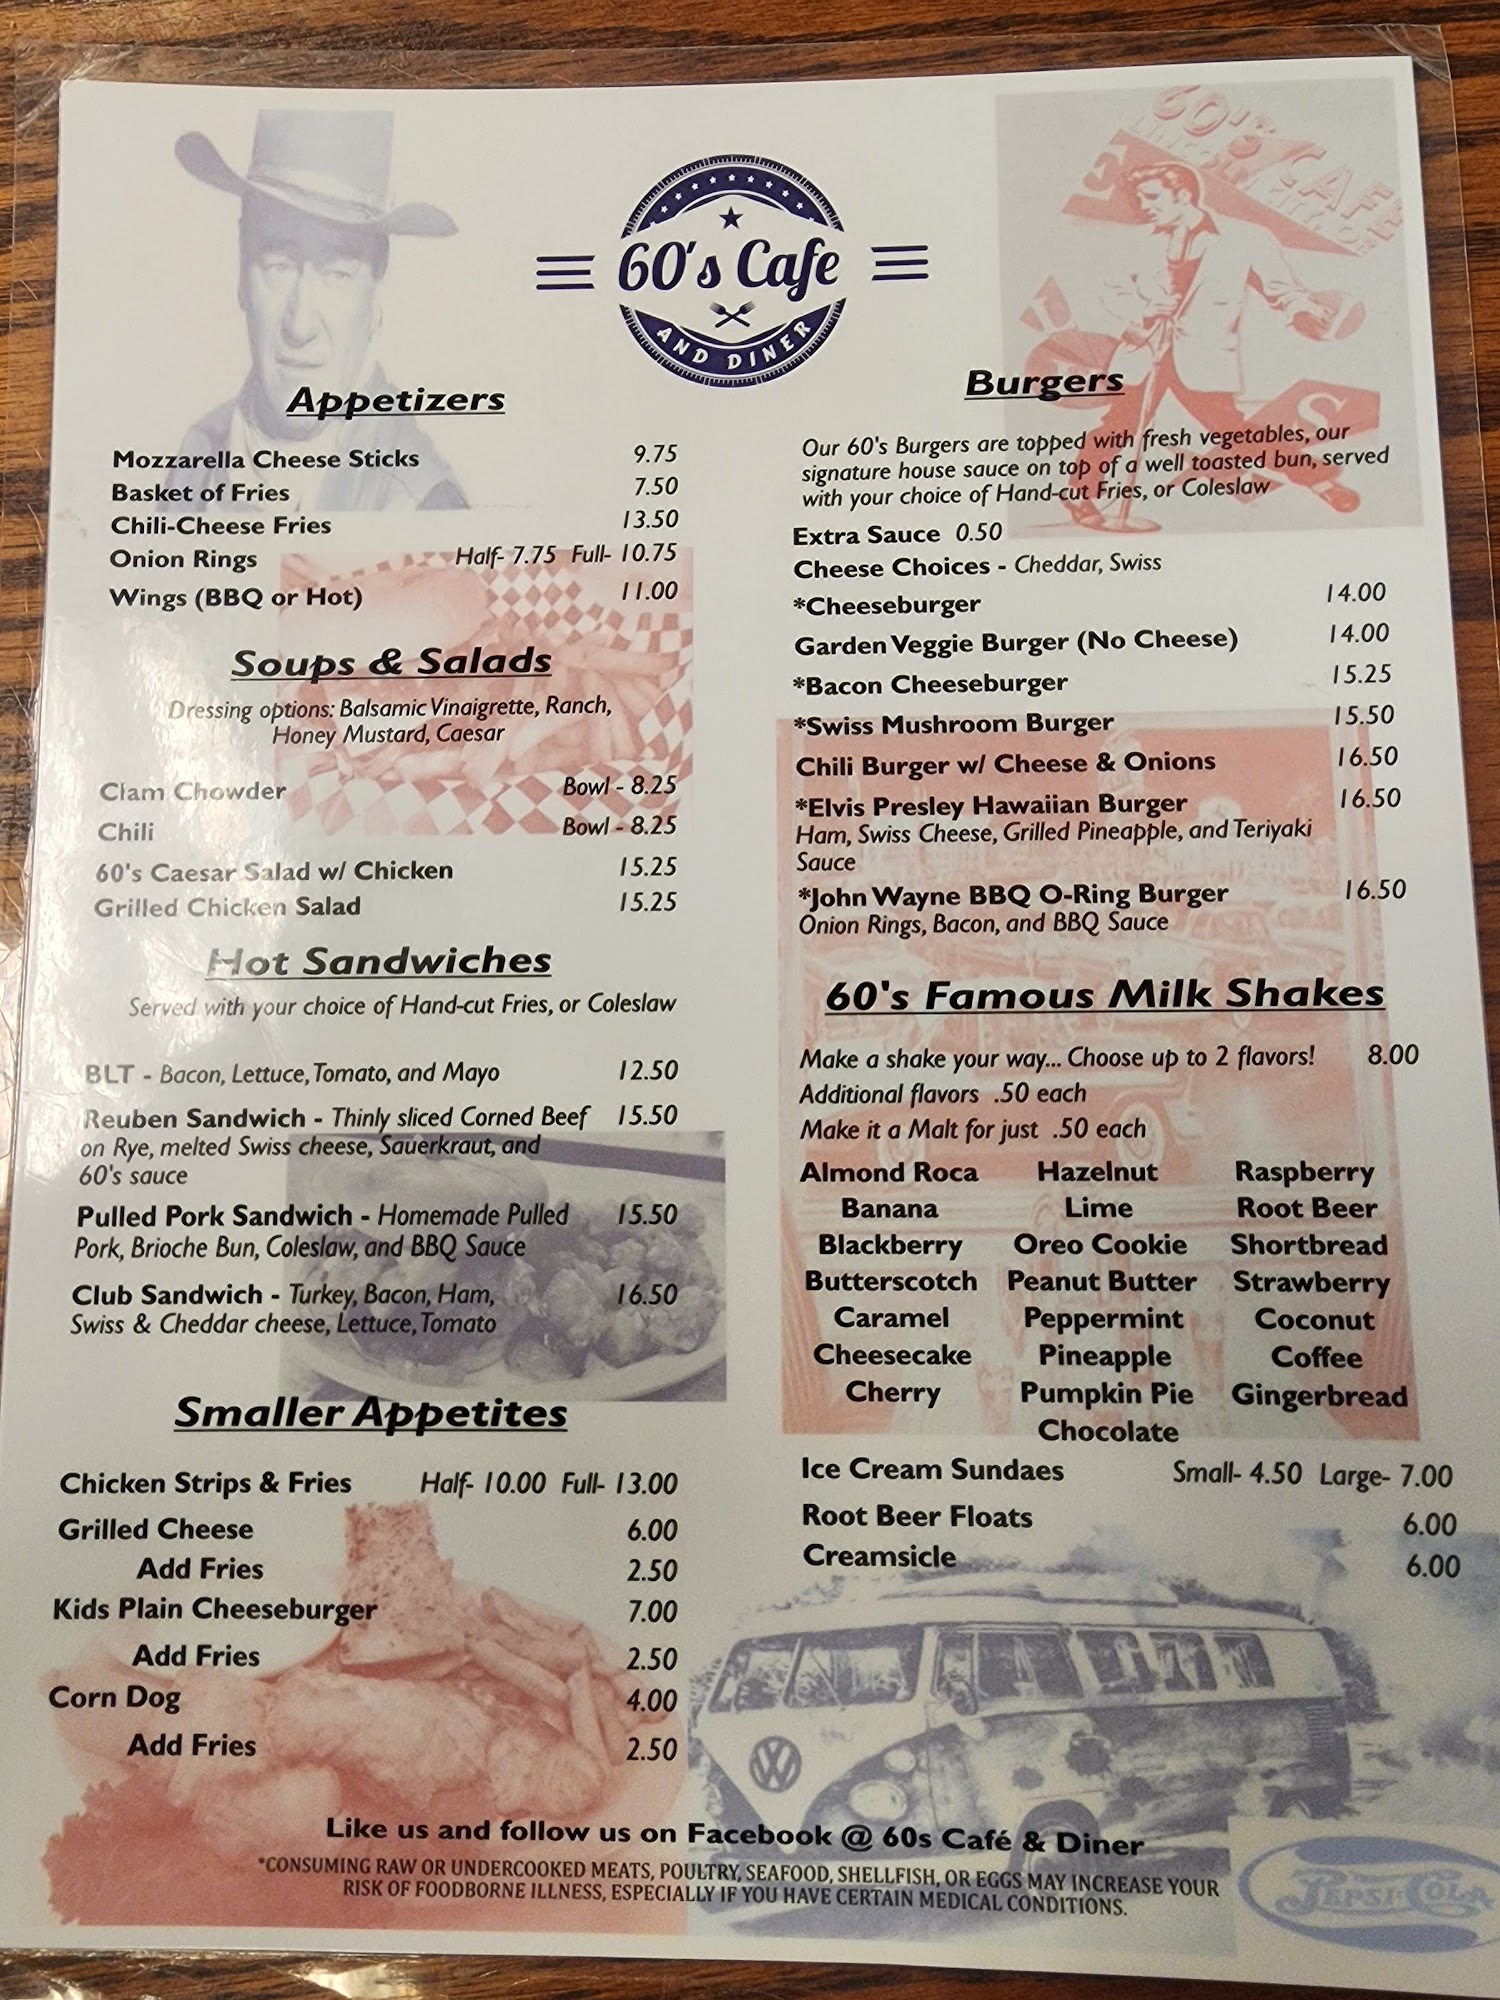 60's Cafe
AND DINER
60's CAFE
Appetizers
Mozzarella Cheese Sticks 9.75
Basket of Fries 7.50
Chili-Cheese Fries 13.50
Onion Rings Half- 7.75 Full- 10.75
Wings (BBQ or Hot) 11.00
Soups & Salads
Dressing options: Balsamic Vinaigrette, Ranch,
Honey Mustard, Caesar
Clam Chowder Bowl - 8.25
Chili Bowl - 8.25
60's Caesar Salad w/ Chicken 15.25
Grilled Chicken Salad 15.25
Hot Sandwiches
Served with your choice of Hand-cut Fries, or Coleslaw
BLT - Bacon, Lettuce, Tomato, and Mayo 12.50
Reuben Sandwich - Thinly sliced Corned Beef 15.50
on Rye, melted Swiss cheese, Sauerkraut, and
60's sauce
Pulled Pork Sandwich - Homemade Pulled 15.50
Pork, Brioche Bun, Coleslaw, and BBQ Sauce
Club Sandwich - Turkey, Bacon, Ham, 16.50
Swiss & Cheddar cheese, Lettuce, Tomato
Smaller Appetites
Chicken Strips & Fries Half- 10.00 Full- 13.00
Grilled Cheese 6.00
Add Fries 2.50
Kids Plain Cheeseburger 7.00
Add Fries 2.50
Corn Dog 4.00
Add Fries 2.50
Burgers
Our 60's Burgers are topped with fresh vegetables, our
signature house sauce on top of a well toasted bun, served
with your choice of Hand-cut Fries, or Coleslaw
Extra Sauce 0.50
Cheese Choices - Cheddar, Swiss
*Cheeseburger 14.00
Garden Veggie Burger (No Cheese) 14.00
*Bacon Cheeseburger 15.25
*Swiss Mushroom Burger 15.50
Chili Burger w/ Cheese & Onions 16.50
*Elvis Presley Hawaiian Burger 16.50
Ham, Swiss Cheese, Grilled Pineapple, and Teriyaki
Sauce
*John Wayne BBQ O-Ring Burger 16.50
Onion Rings, Bacon, and BBQ Sauce
60's Famous Milk Shakes
Make a shake your way... Choose up to 2 flavors! 8.00
Additional flavors .50 each
Make it a Malt for just .50 each
Almond Roca Hazelnut Raspberry
Banana Lime Root Beer
Blackberry Oreo Cookie Shortbread
Butterscotch Peanut Butter Strawberry
Caramel Peppermint Coconut
Cheesecake Pineapple Coffee
Cherry Pumpkin Pie Gingerbread
Chocolate
Ice Cream Sundaes Small- 4.50 Large- 7.00
Root Beer Floats 6.00
Creamsicle 6.00
Like us and follow us on Facebook @ 60s Café & Diner
*CONSUMING RAW OR UNDERCOOKED MEATS, POULTRY, SEAFOOD, SHELLFISH, OR EGGS MAY INCREASE YOUR
RISK OF FOODBORNE ILLNESS, ESPECIALLY IF YOU HAVE CERTAIN MEDICAL CONDITIONS.
PEPSI-COLA